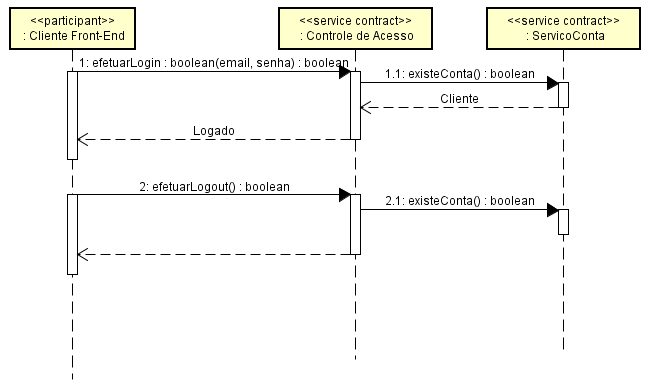 <<participant>>
: Cliente Front-End
<<service contract>>
: Controle de Acesso
<<service contract>>
: ServicoConta
1: efetuarLogin : boolean(email, senha) : boolean
1.1: existeConta() : boolean
Cliente
Logado
2: efetuarLogout() : boolean
2.1: existeConta() : boolean